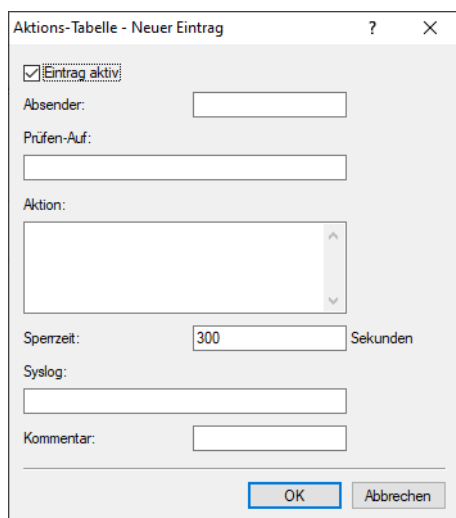 Aktions-Tabelle - Neuer Eintrag ?
Eintrag aktiv
Absender:
Prüfen-Auf:
Aktion:
Sperrzeit: 300 Sekunden
Syslog:
Kommentar:
OK Abbrechen